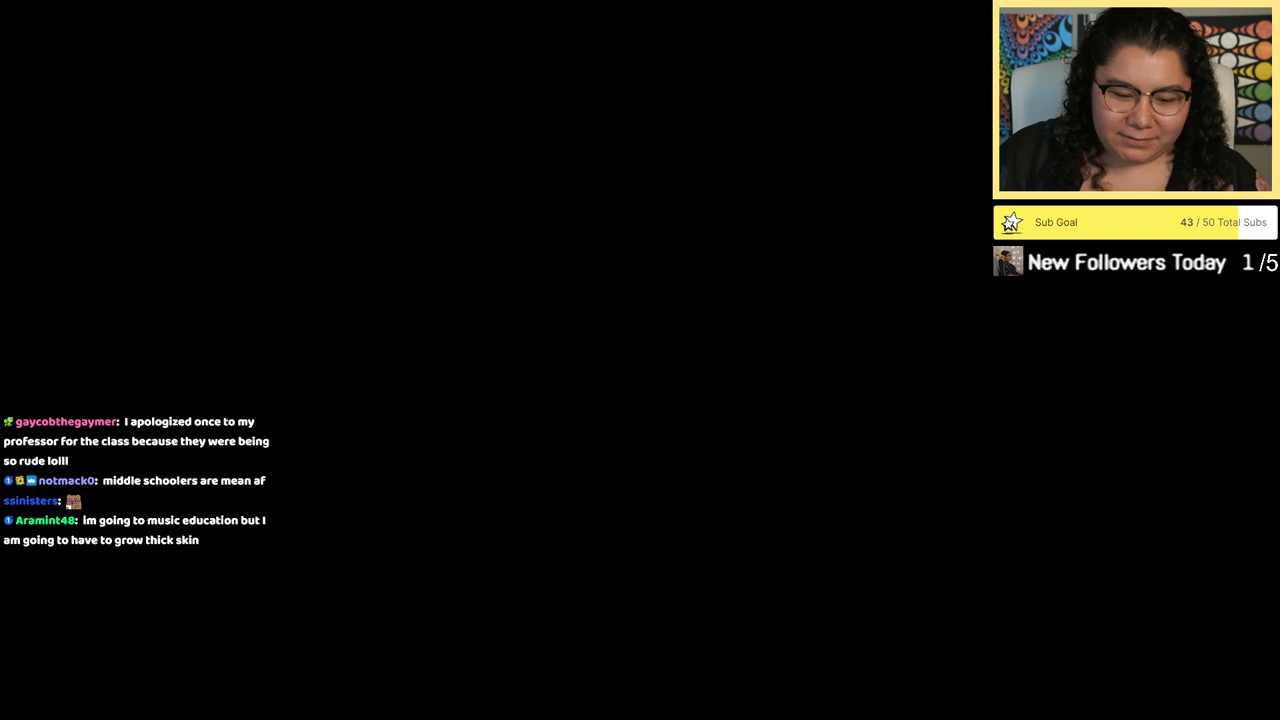 Sub Goal 43 / 50 Total Subs
New Followers Today 1 /5
gaycobthegaymer: I apologized once to my
professor for the class because they were being
so rude lolll
notmack0: middle schoolers are mean af
ssinisters:
Aramint48: im going to music education but I
am going to have to grow thick skin